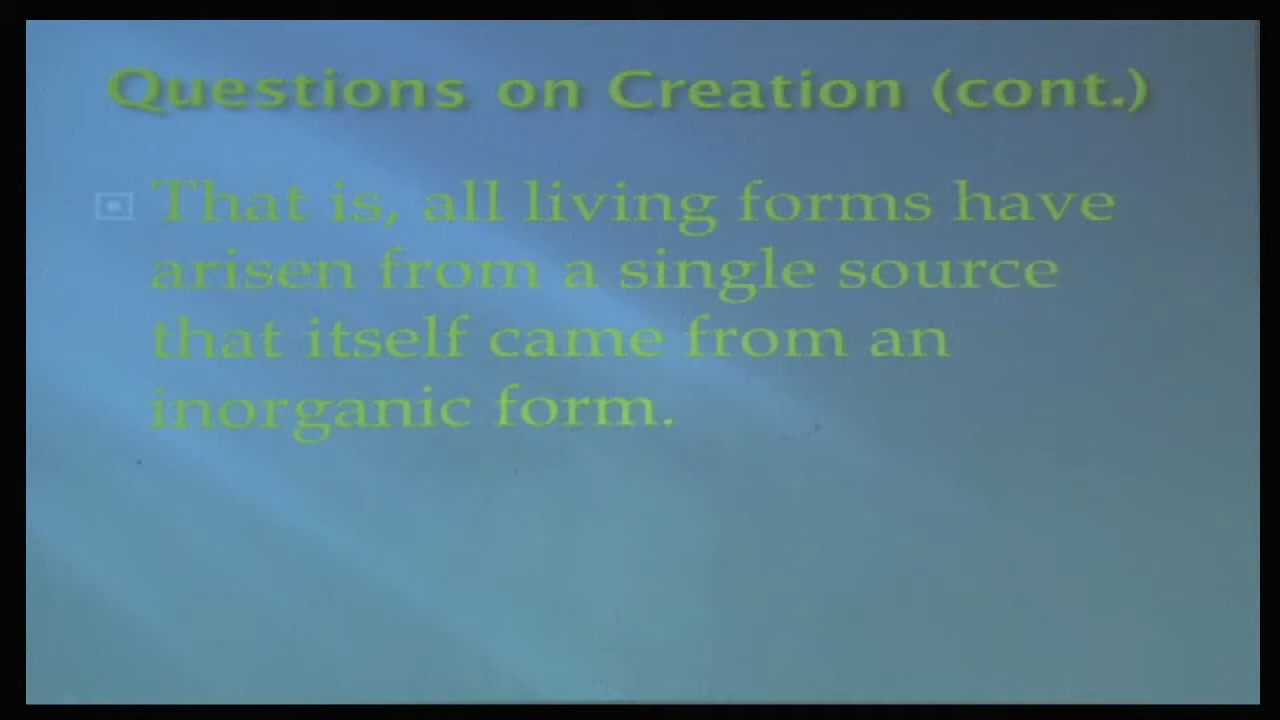 Questions on Creation (cont.)
That is, all living forms have
arisen from a single source
that itself came from an
inorganic form.